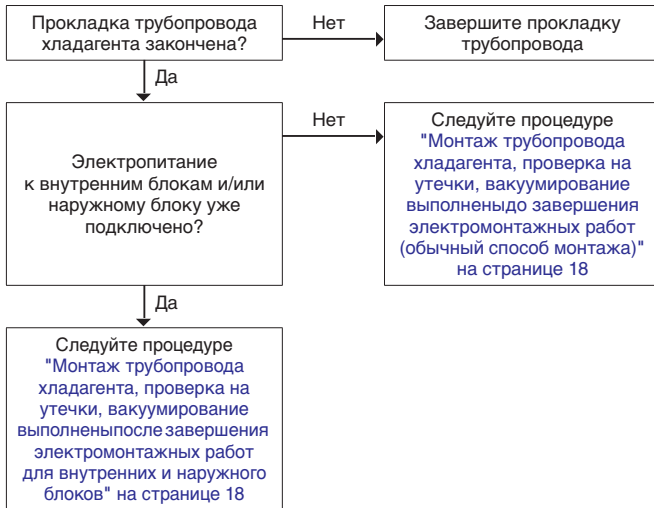 Прокладка трубопровода
хладагента закончена?
Нет
Завершите прокладку
трубопровода
Да
Электропитание
к внутренним блокам и/или
наружному блоку уже
подключено?
Нет
Следуйте процедуре
"Монтаж трубопровода
хладагента, проверка на
утечки, вакуумирование
выполненыдо завершения
электромонтажных работ
(обычный способ монтажа)"
на странице 18
Да
Следуйте процедуре
"Монтаж трубопровода
хладагента, проверка на
утечки, вакуумирование
выполненыпосле завершения
электромонтажных работ
для внутренних и наружного
блоков" на странице 18